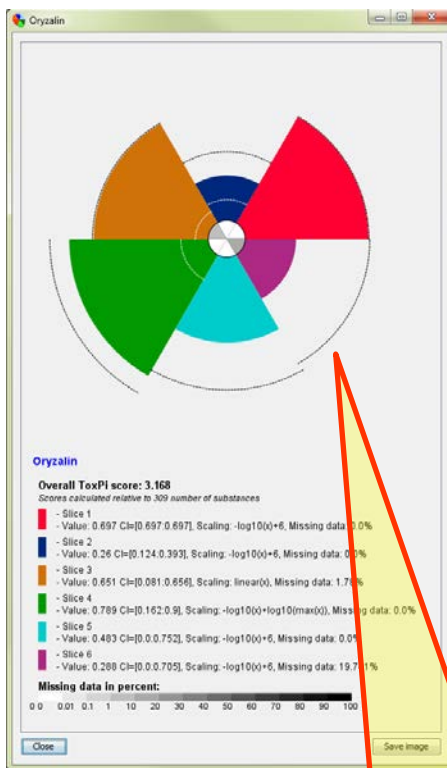 Oryzalin
Oryzalin
Overall ToxPi score: 3.168
Scores calculated relative to 309 number of substances
- Slice 1
- Value: 0.697 CI=[0.697:0.697], Scaling: -log10(x)+6, Missing data: 0.0%
- Slice 2
- Value: 0.26 CI=[0.124:0.393], Scaling: -log10(x)+6, Missing data: 0.0%
- Slice 3
- Value: 0.651 CI=[0.081:0.656], Scaling: linear(x), Missing data:
- Slice 4
- Value: 0.789 CI=[0.162:0.9], Scaling: -log10(x)+log10(max(x)), Missing data: 0.0%
- Slice 5
- Value: 0.483 CI=[0.0:0.752], Scaling: -log10(x)+6, Missing data: 0.0%
- Slice 6
- Value: 0.288 CI=[0.0:0.705], Scaling: -log10(x)+6, Missing data:
Missing data in percent:
0 0 0.01 0.1 1 10 20 30 40 50 60 70 80 90 100
Close Save image